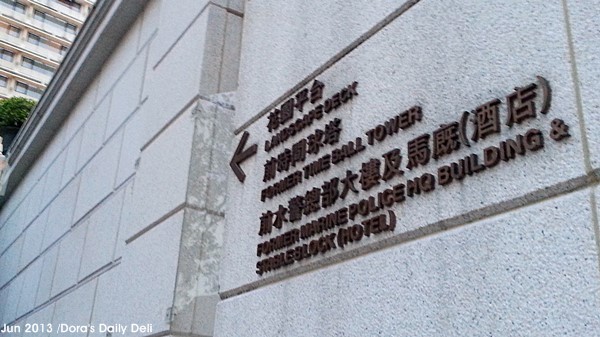 園景平台
LANDSCAPE DECK
前時間球塔
FORMER TIME BALL TOWER
前水警總部大樓及馬厩(酒店)
FORMER MARINE POLICE HQ BUILDING &
STABLE BLOCK (HOTEL)
Jun 2013 /Dora's Daily Deli